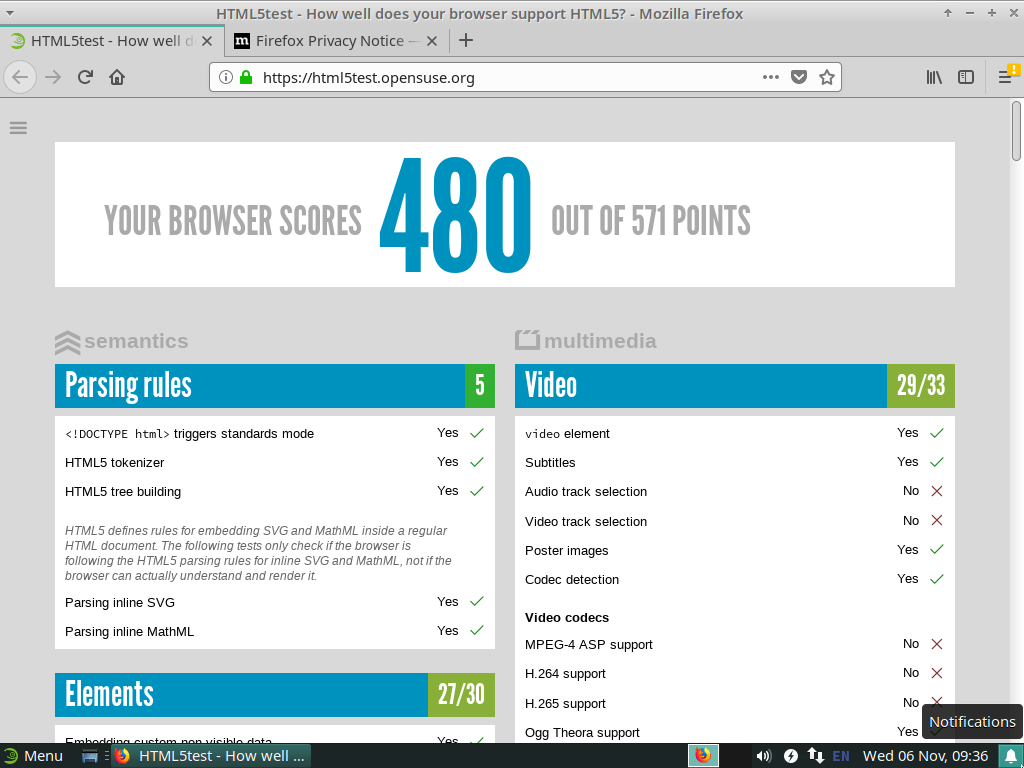 HTML5test - How well does your browser support HTML5? - Mozilla Firefox
HTML5test - How well d
Firefox Privacy Notice —
https://html5test.opensuse.org
YOUR BROWSER SCORES 480 OUT OF 571 POINTS
semantics
Parsing rules 5
<!DOCTYPE html> triggers standards mode Yes
HTML5 tokenizer Yes
HTML5 tree building Yes
HTML5 defines rules for embedding SVG and MathML inside a regular
HTML document. The following tests only check if the browser is
following the HTML5 parsing rules for inline SVG and MathML, not if the
browser can actually understand and render it.
Parsing inline SVG Yes
Parsing inline MathML Yes
Elements 27/30
Embedding custom non-visible data Yes
multimedia
Video 29/33
video element Yes
Subtitles Yes
Audio track selection No
Video track selection No
Poster images Yes
Codec detection Yes
Video codecs
MPEG-4 ASP support No
H.264 support No
H.265 support No
Ogg Theora support Yes
Notifications
Menu
HTML5test - How well ...
EN
Wed 06 Nov, 09:36